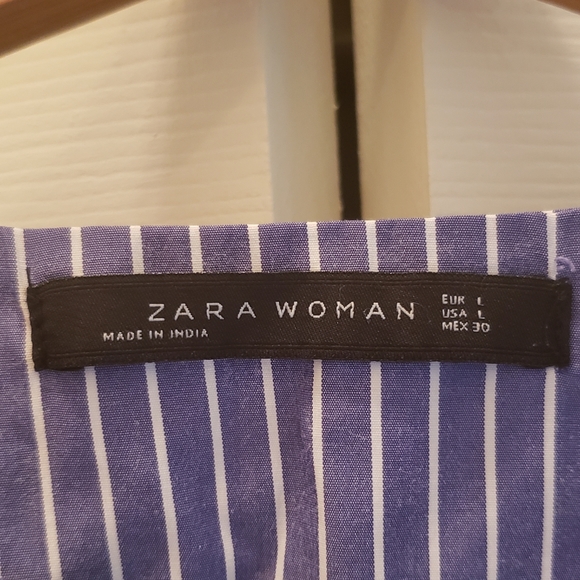 ZARA WOMAN
MADE IN INDIA
EUR L
USA L
MEX 30